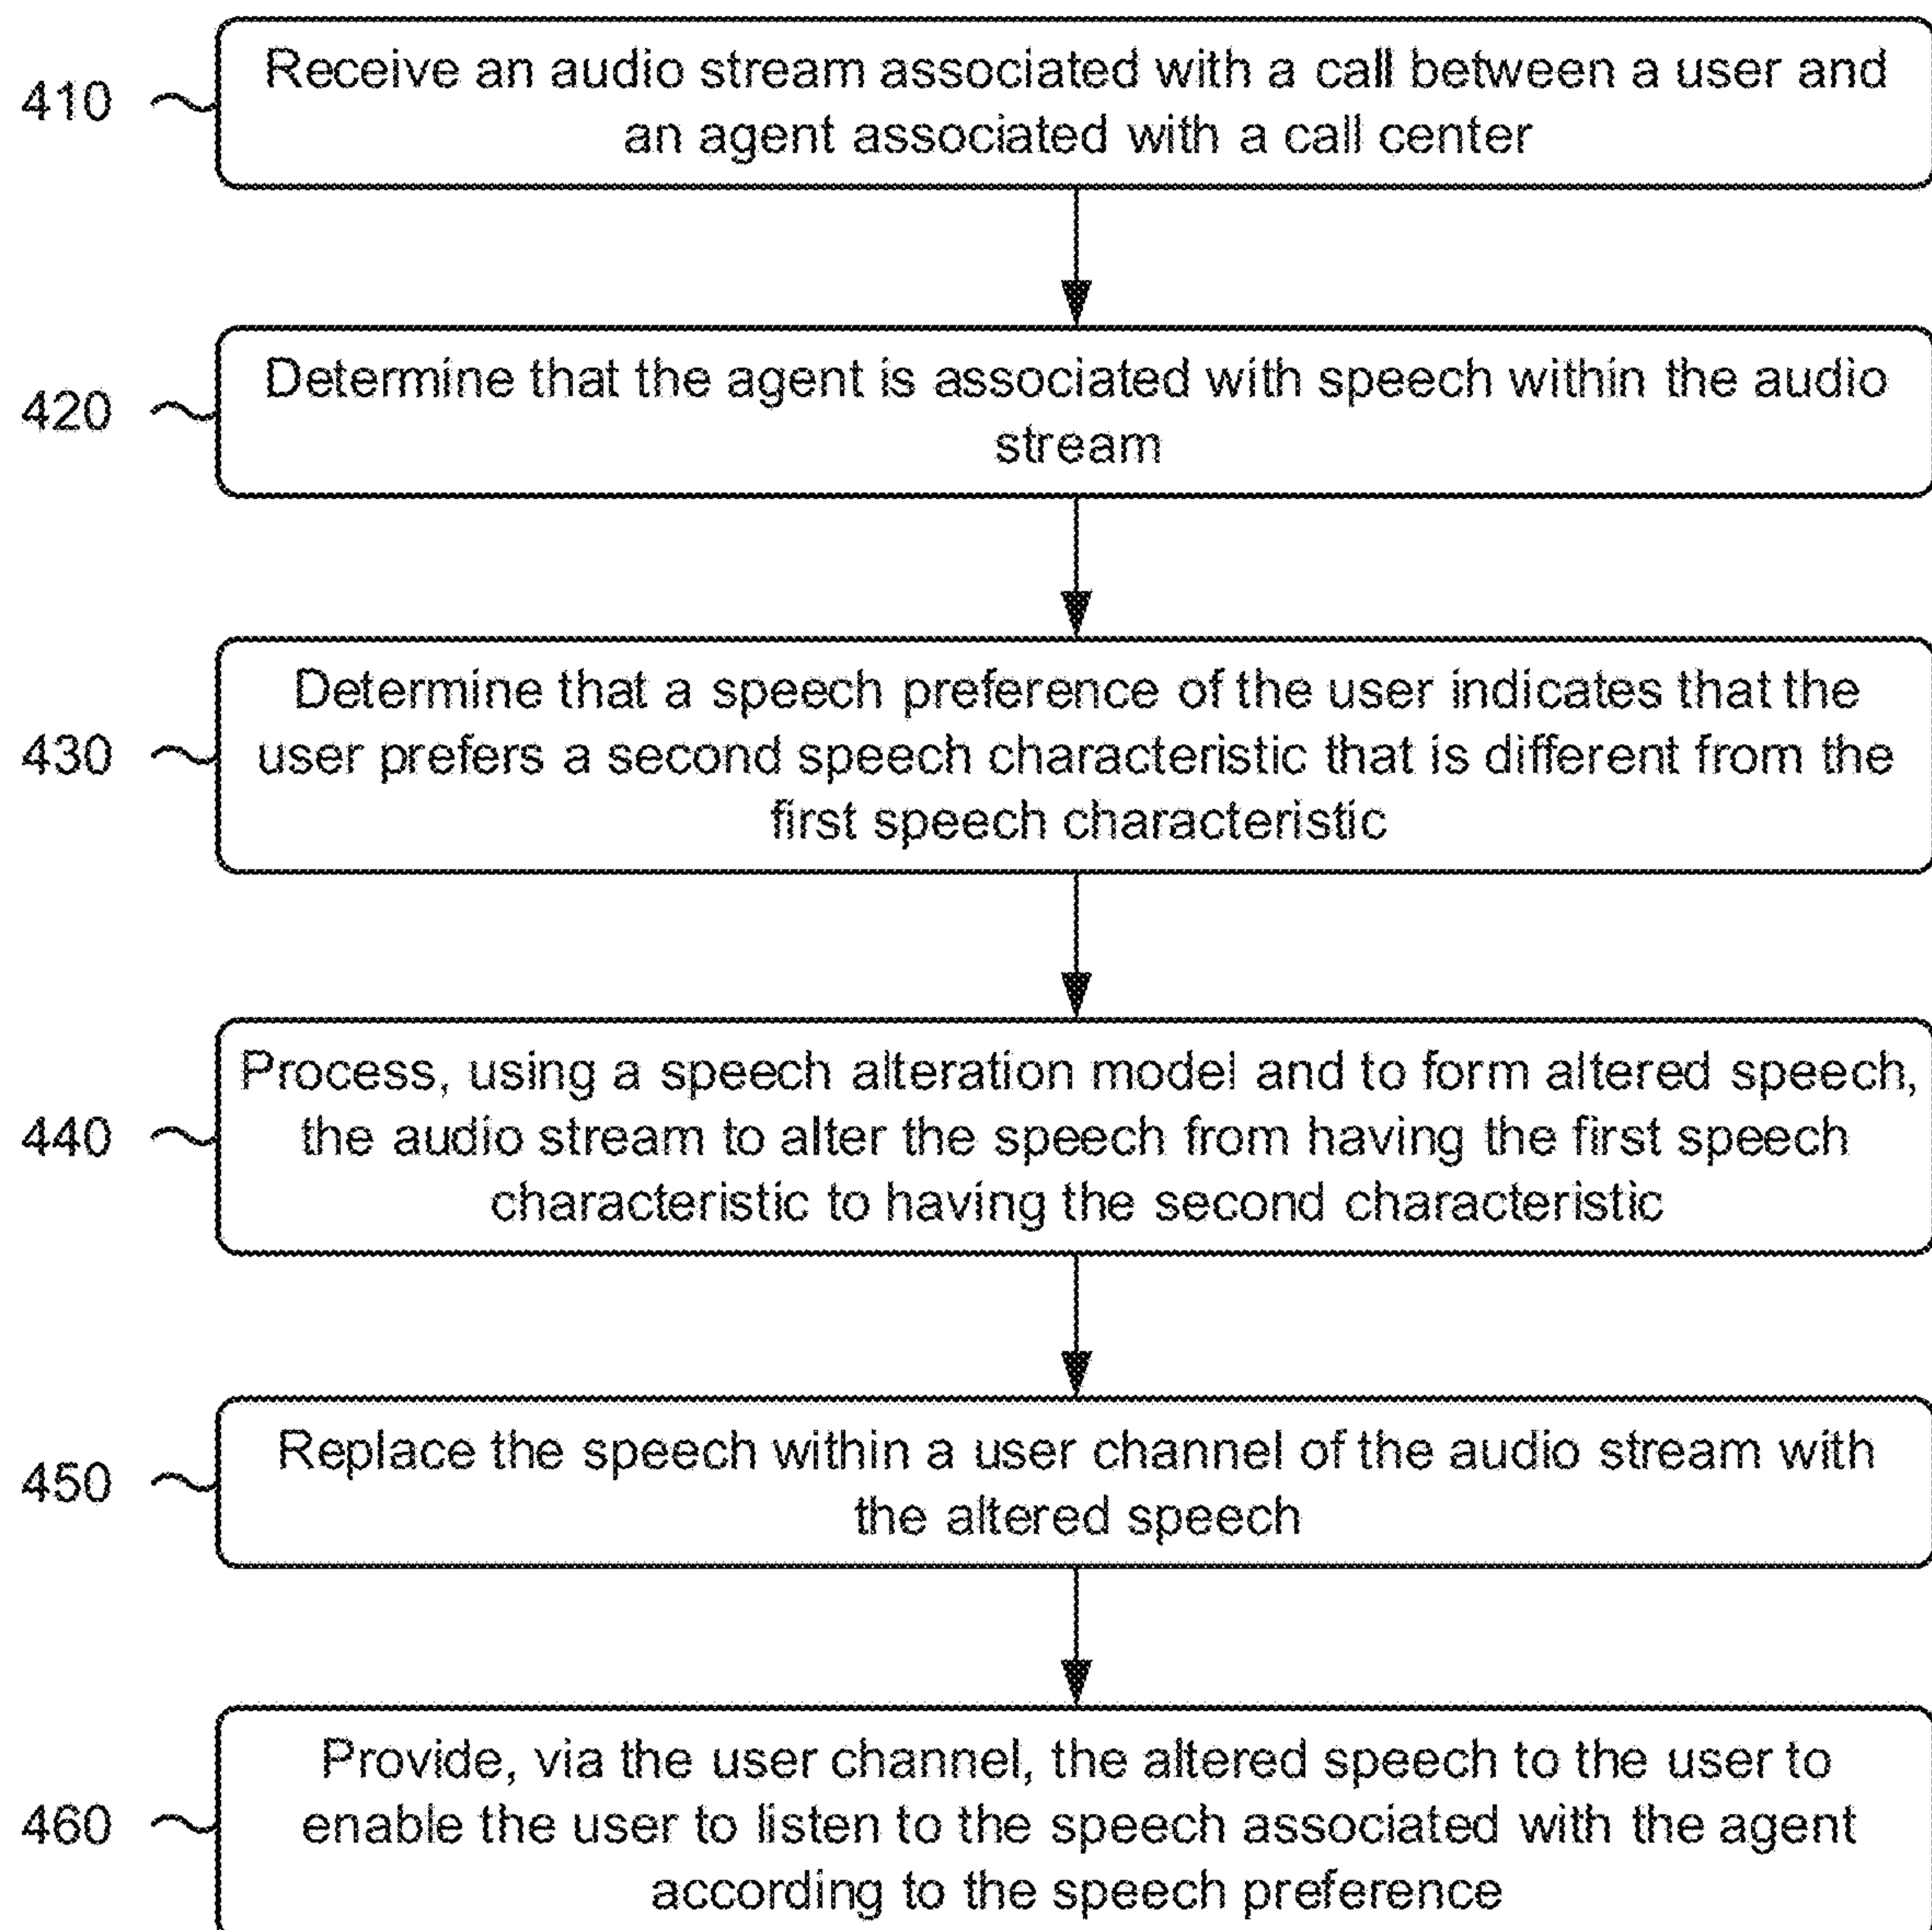 410
Receive an audio stream associated with a call between a user and
an agent associated with a call center
420
Determine that the agent is associated with speech within the audio
stream
430
Determine that a speech preference of the user indicates that the
user prefers a second speech characteristic that is different from the
first speech characteristic
440
Process, using a speech alteration model and to form altered speech,
the audio stream to alter the speech from having the first speech
characteristic to having the second characteristic
450
Replace the speech within a user channel of the audio stream with
the altered speech
460
Provide, via the user channel, the altered speech to the user to
enable the user to listen to the speech associated with the agent
according to the speech preference